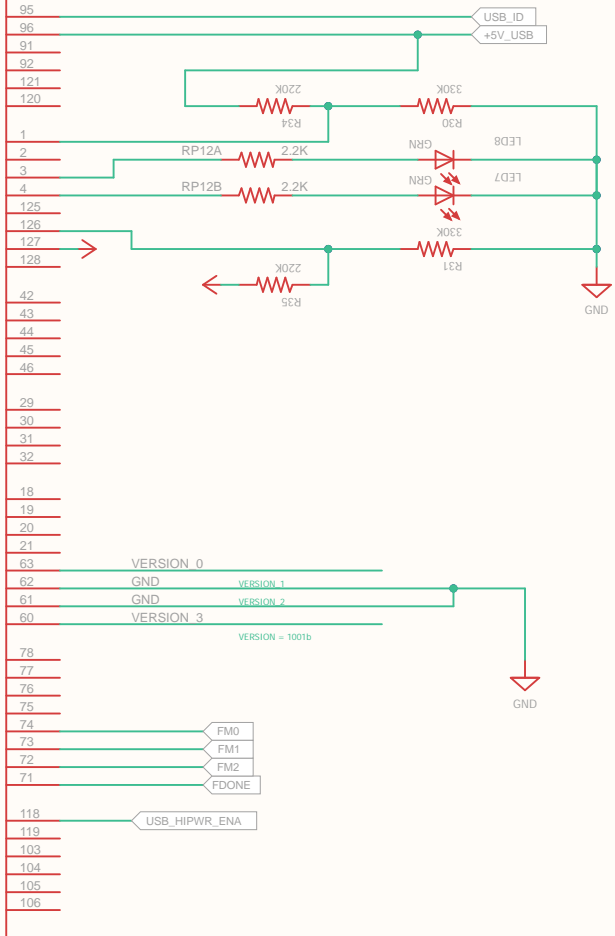 95 USB_ID
96 +5V_USB
91
92
121
120 220K 330K
R34 R30
1
2 RP12A 2.2K GRN LED8
3
4 RP12B 2.2K GRN LED7
125
126
127 330K
128 R31
220K
R35
GND
42
43
44
45
46
29
30
31
32
18
19
20
21
63 VERSION_0
62 GND VERSION_1
61 GND VERSION_2
60 VERSION_3
VERSION = 1001b
78
77
76
75
GND
74 FM0
73 FM1
72 FM2
71 FDONE
118 USB_HIPWR_ENA
119
103
104
105
106